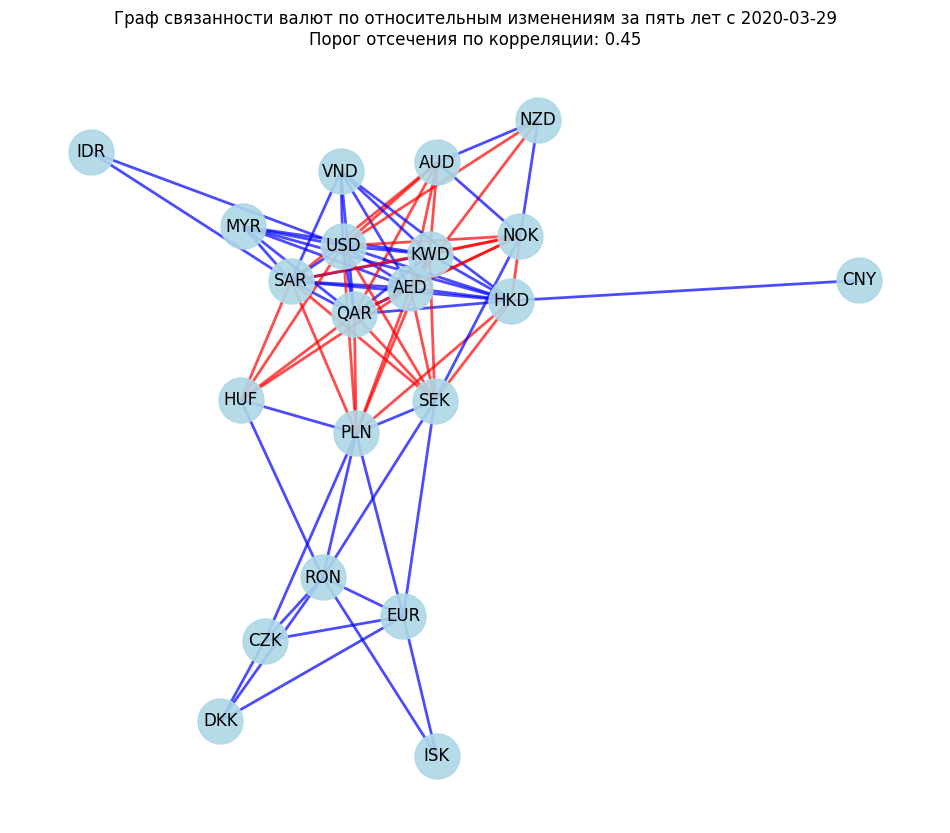 Граф связанности валют по относительным изменениям за пять лет с 2020-03-29
Порог отсечения по корреляции: 0.45
NZD
IDR
AUD
VND
MYR
NOK
USD
KWD
CNY
SAR
AED
HKD
QAR
HUF
SEK
PLN
RON
EUR
CZK
DKK
ISK